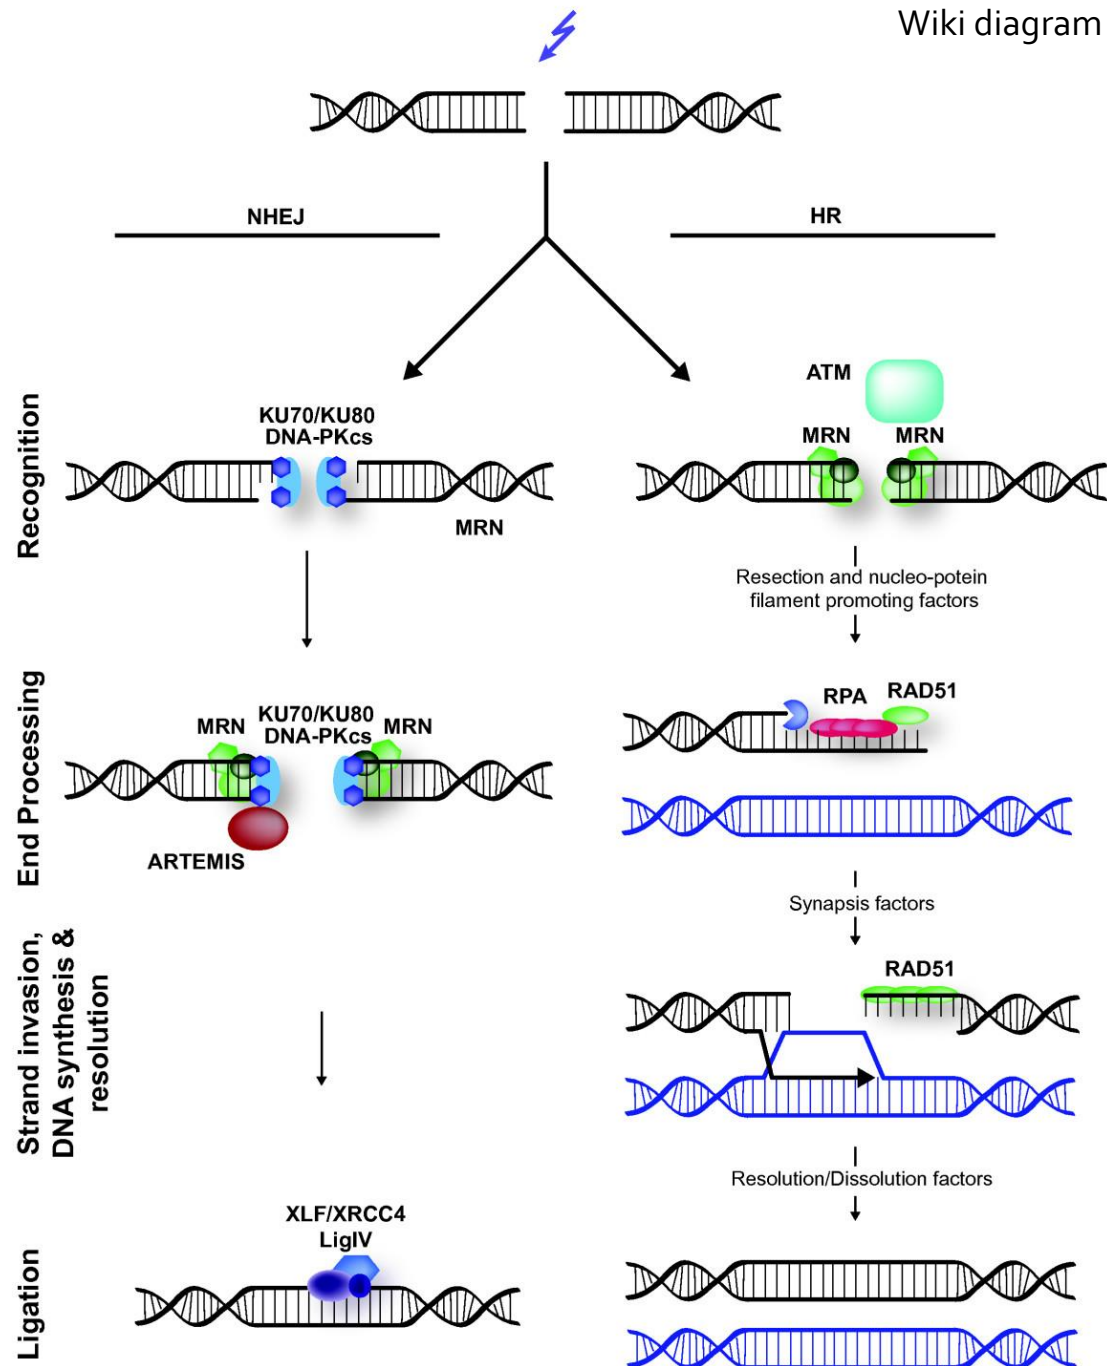 Wiki diagram
NHEJ
HR
Recognition
KU70/KU80
DNA-PKcs
MRN
ATM
MRN
MRN
Resection and nucleo-potein
filament promoting factors
End Processing
MRN
KU70/KU80
DNA-PKcs
MRN
ARTEMIS
RPA
RAD51
Synapsis factors
Strand invasion,
DNA synthesis &
resolution
RAD51
Resolution/Dissolution factors
Ligation
XLF/XRCC4
LigIV